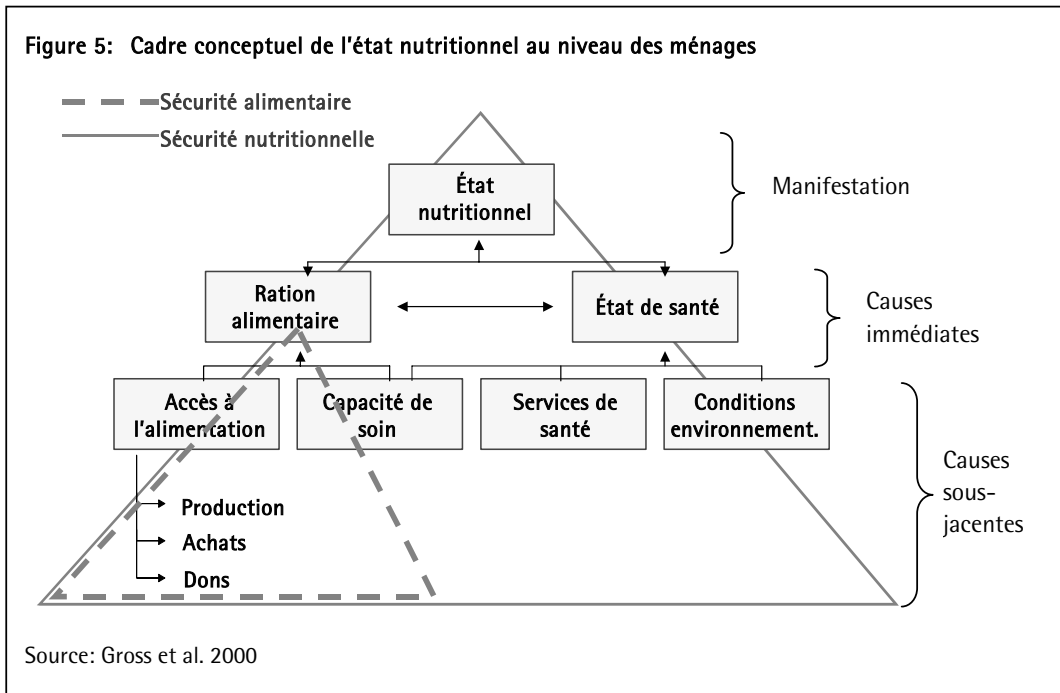 Figure 5: Cadre conceptuel de l'état nutritionnel au niveau des ménages
Sécurité alimentaire
Sécurité nutritionnelle
État
nutritionnel
Manifestation
Ration
alimentaire
État de santé
Causes
immédiates
Accès à
l'alimentation
Capacité de
soin
Services de
santé
Conditions
environnement.
Production
Achats
Dons
Causes
sous-
jacentes
Source: Gross et al. 2000